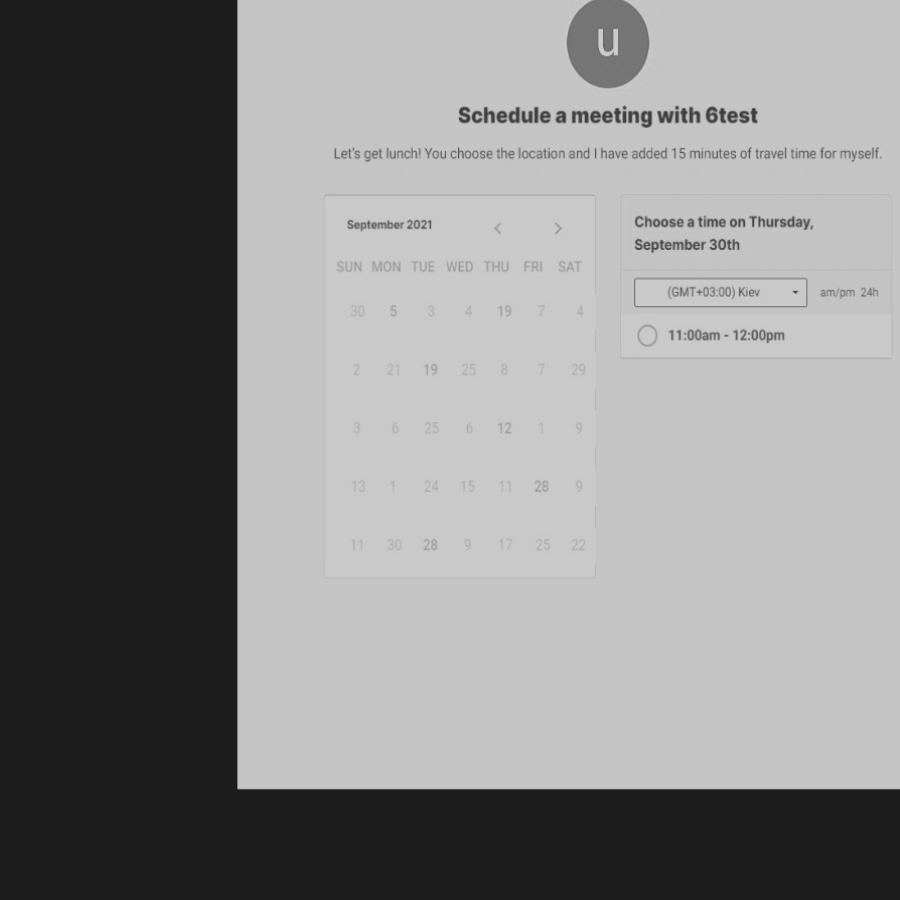 u
Schedule a meeting with 6test
Let's get lunch! You choose the location and I have added 15 minutes of travel time for myself.
September 2021
SUN MON TUE WED THU FRI SAT
30 5 3 4 19 7 4
2 21 19 25 8 7 29
3 6 25 6 12 1 9
13 1 24 15 11 28 9
11 30 28 9 17 25 22
Choose a time on Thursday,
September 30th
(GMT+03:00) Kiev
am/pm 24h
11:00am - 12:00pm